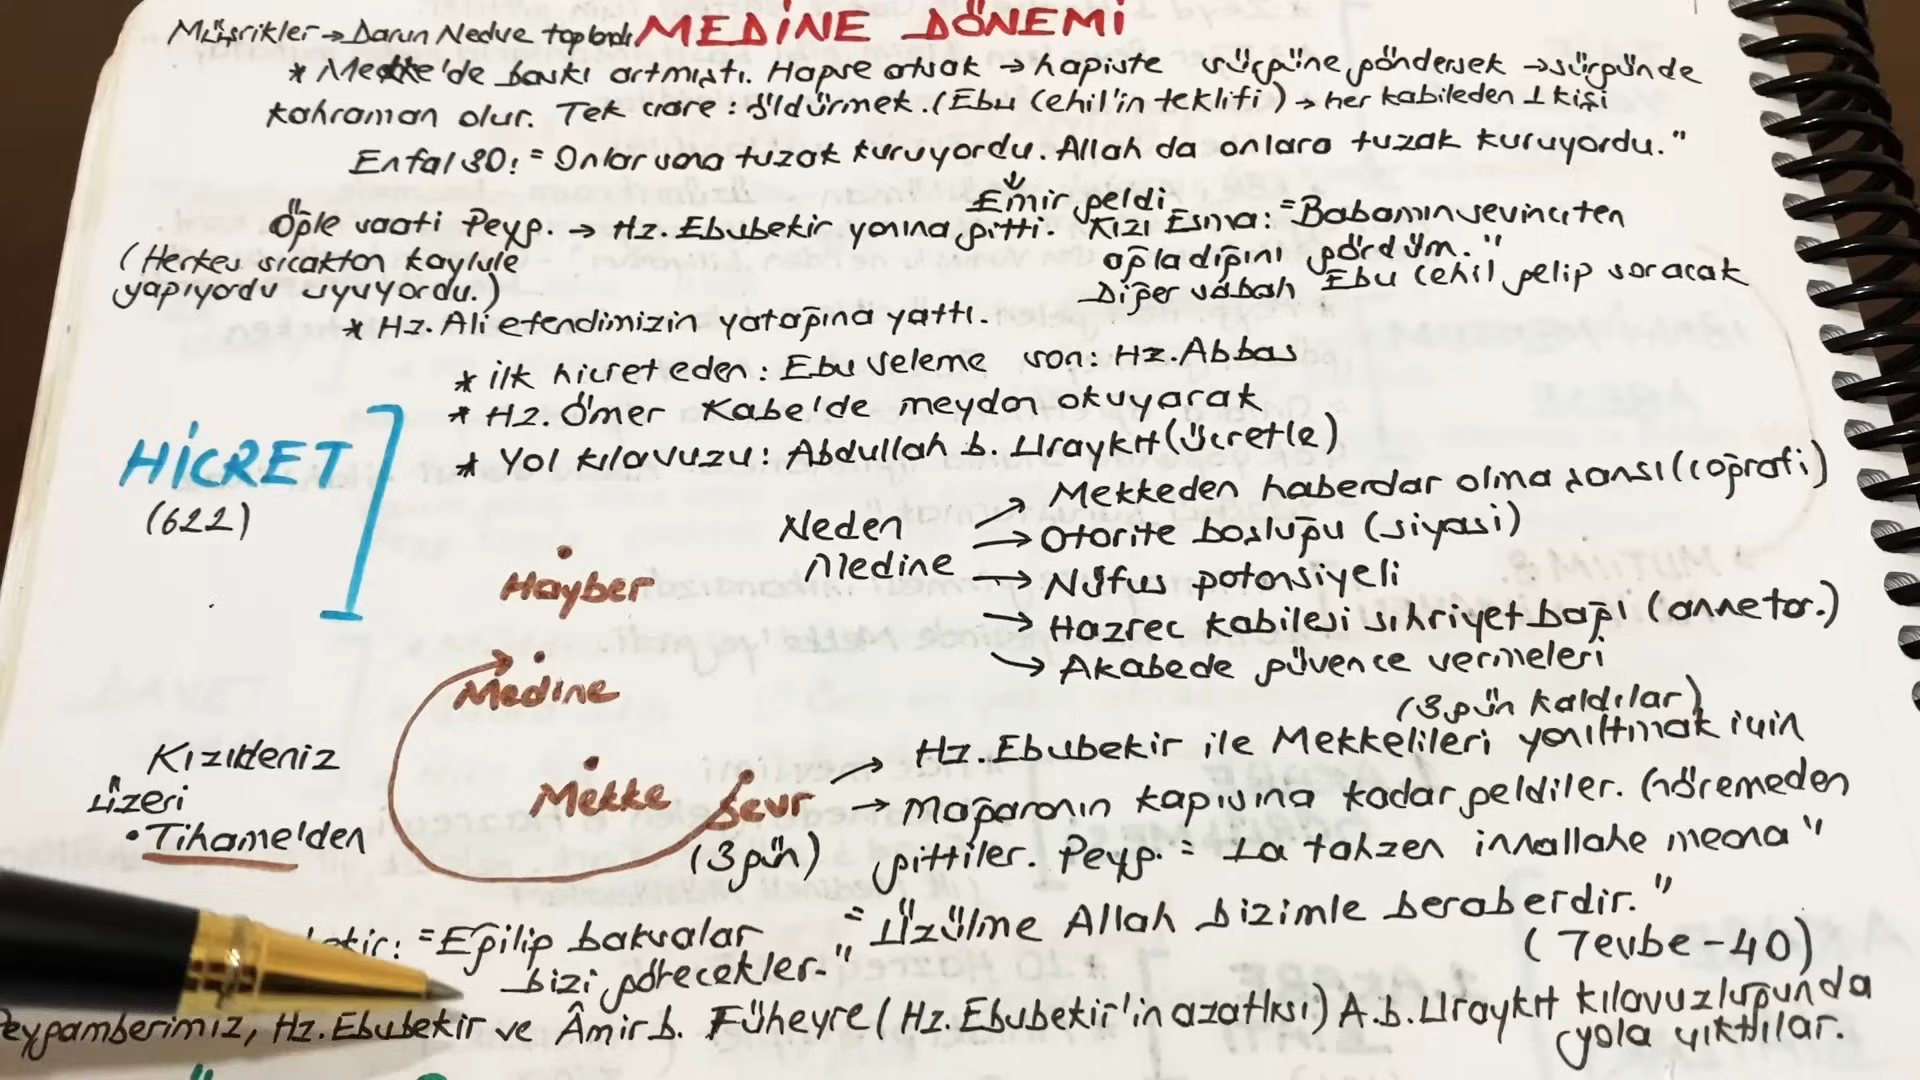 MEDİNE DÖNEMİ
Müşrikler → Darun Nedve toplandı
* Mekke'de baskı artmıştı. Hapse atsak → hapiste sürgüne göndersek → sürgünde
kahraman olur. Tek çare : öldürmek. (Ebu Cehil'in teklifi) → her kabileden 1 kişi
Enfal 30: "Onlar sana tuzak kuruyordu. Allah da onlara tuzak kuruyordu."
↓
Emir geldi
Öğle saati Peyg. → Hz. Ebubekir yanına gitti. Kızı Esma: "Babamın sevinçten
ağladığını gördüm."
(Herkes sıcaktan kaylule
yapıyordu uyuyordu.)
Diğer sabah Ebu Cehil gelip soracak
* Hz. Ali efendimizin yatağına yattı.
* ilk hicret eden: Ebu Seleme son: Hz. Abbas
* Hz. Ömer Kabe'de meydan okuyarak
* Yol kılavuzu: Abdullah b. Uraykıt (ücretle)
HİCRET
(622)
Neden
Medine
→ Mekkeden haberdar olma şansı (coğrafi)
→ Otorite boşluğu (siyasi)
→ Nüfus potansiyeli
→ Hazrec kabilesi sıhriyet bağı (anne tar.)
→ Akabede güvence vermeleri
Hayber
Medine
Mekke
Sevr
(3 gün)
Kızıldeniz
üzeri
• Tihame'den
(3 gün kaldılar)
→ Hz. Ebubekir ile Mekkelileri yanıltmak için
→ Mağaranın kapısına kadar geldiler. Göremeden
gittiler. Peyg. = "La tahzen innallahe meana"
= "Üzülme Allah bizimle beraberdir."
(Tevbe-40)
"Eğilip baksalar
bizi görecekler."
Peygamberimiz, Hz. Ebubekir ve Âmir b. Füheyre (Hz. Ebubekir'in azatlısı) A.b. Uraykıt kılavuzluğunda
yola çıktılar.